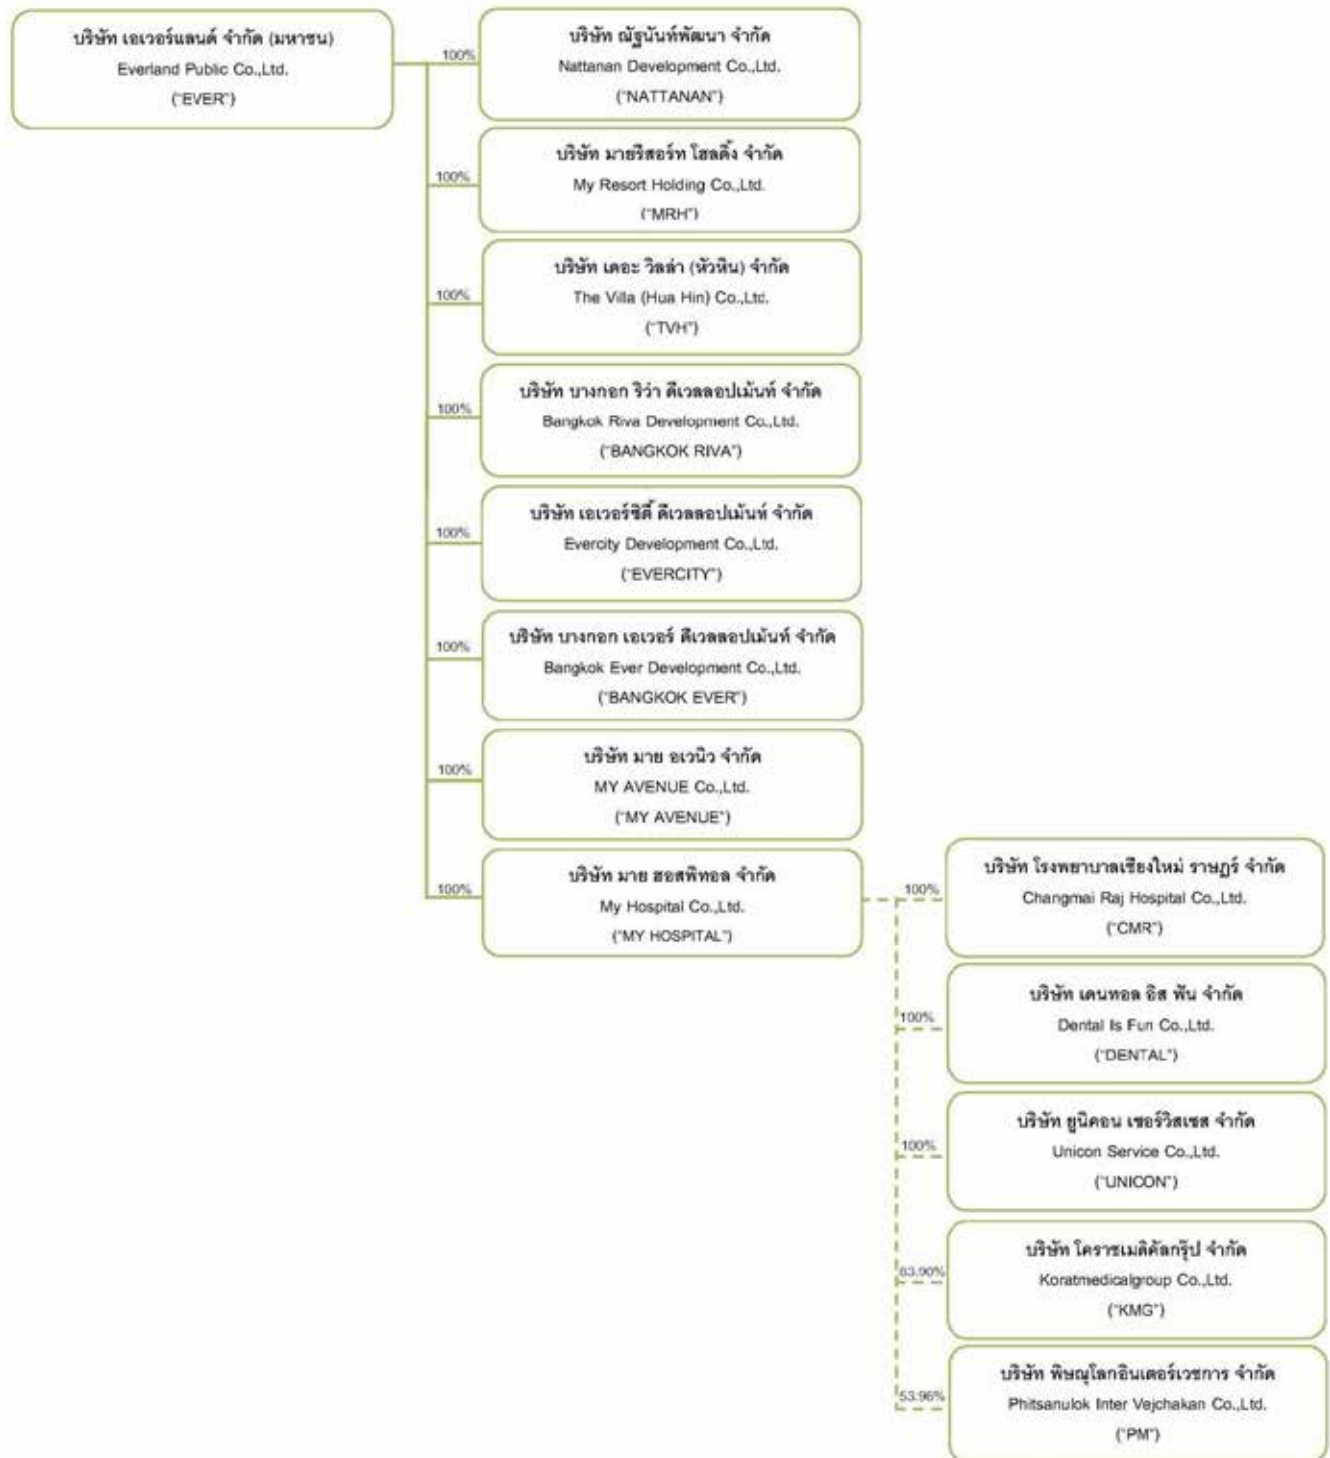 บริษัท เอเวอร์แลนด์ จำกัด (มหาชน)
Everland Public Co.,Ltd.
("EVER")
100%
บริษัท ณัฐนันท์พัฒนา จำกัด
Nattanan Development Co.,Ltd.
("NATTANAN")
100%
บริษัท มายรีสอร์ท โฮลดิ้ง จำกัด
My Resort Holding Co.,Ltd.
("MRH")
100%
บริษัท เดอะ วิลล่า (หัวหิน) จำกัด
The Villa (Hua Hin) Co.,Ltd.
("TVH")
100%
บริษัท บางกอก ริว่า ดีเวลลอปเม้นท์ จำกัด
Bangkok Riva Development Co.,Ltd.
("BANGKOK RIVA")
100%
บริษัท เอเวอร์ซิตี้ ดีเวลลอปเม้นท์ จำกัด
Evercity Development Co.,Ltd.
("EVERCITY")
100%
บริษัท บางกอก เอเวอร์ ดีเวลลอปเม้นท์ จำกัด
Bangkok Ever Development Co.,Ltd.
("BANGKOK EVER")
100%
บริษัท มาย อเวนิว จำกัด
MY AVENUE Co.,Ltd.
("MY AVENUE")
100%
บริษัท มาย ฮอสพิทอล จำกัด
My Hospital Co.,Ltd.
("MY HOSPITAL")
100%
บริษัท โรงพยาบาลเชียงใหม่ ราษฎร์ จำกัด
Changmai Raj Hospital Co.,Ltd.
("CMR")
100%
บริษัท เดนทอล อิส ฟัน จำกัด
Dental Is Fun Co.,Ltd.
("DENTAL")
100%
บริษัท ยูนิคอน เซอร์วิสเซส จำกัด
Unicon Service Co.,Ltd.
("UNICON")
83.90%
บริษัท โคราชเมดิคัลกรุ๊ป จำกัด
Koratmedicalgroup Co.,Ltd.
("KMG")
53.96%
บริษัท พิษณุโลกอินเตอร์เวชการ จำกัด
Phitsanulok Inter Vejchakan Co.,Ltd.
("PM")